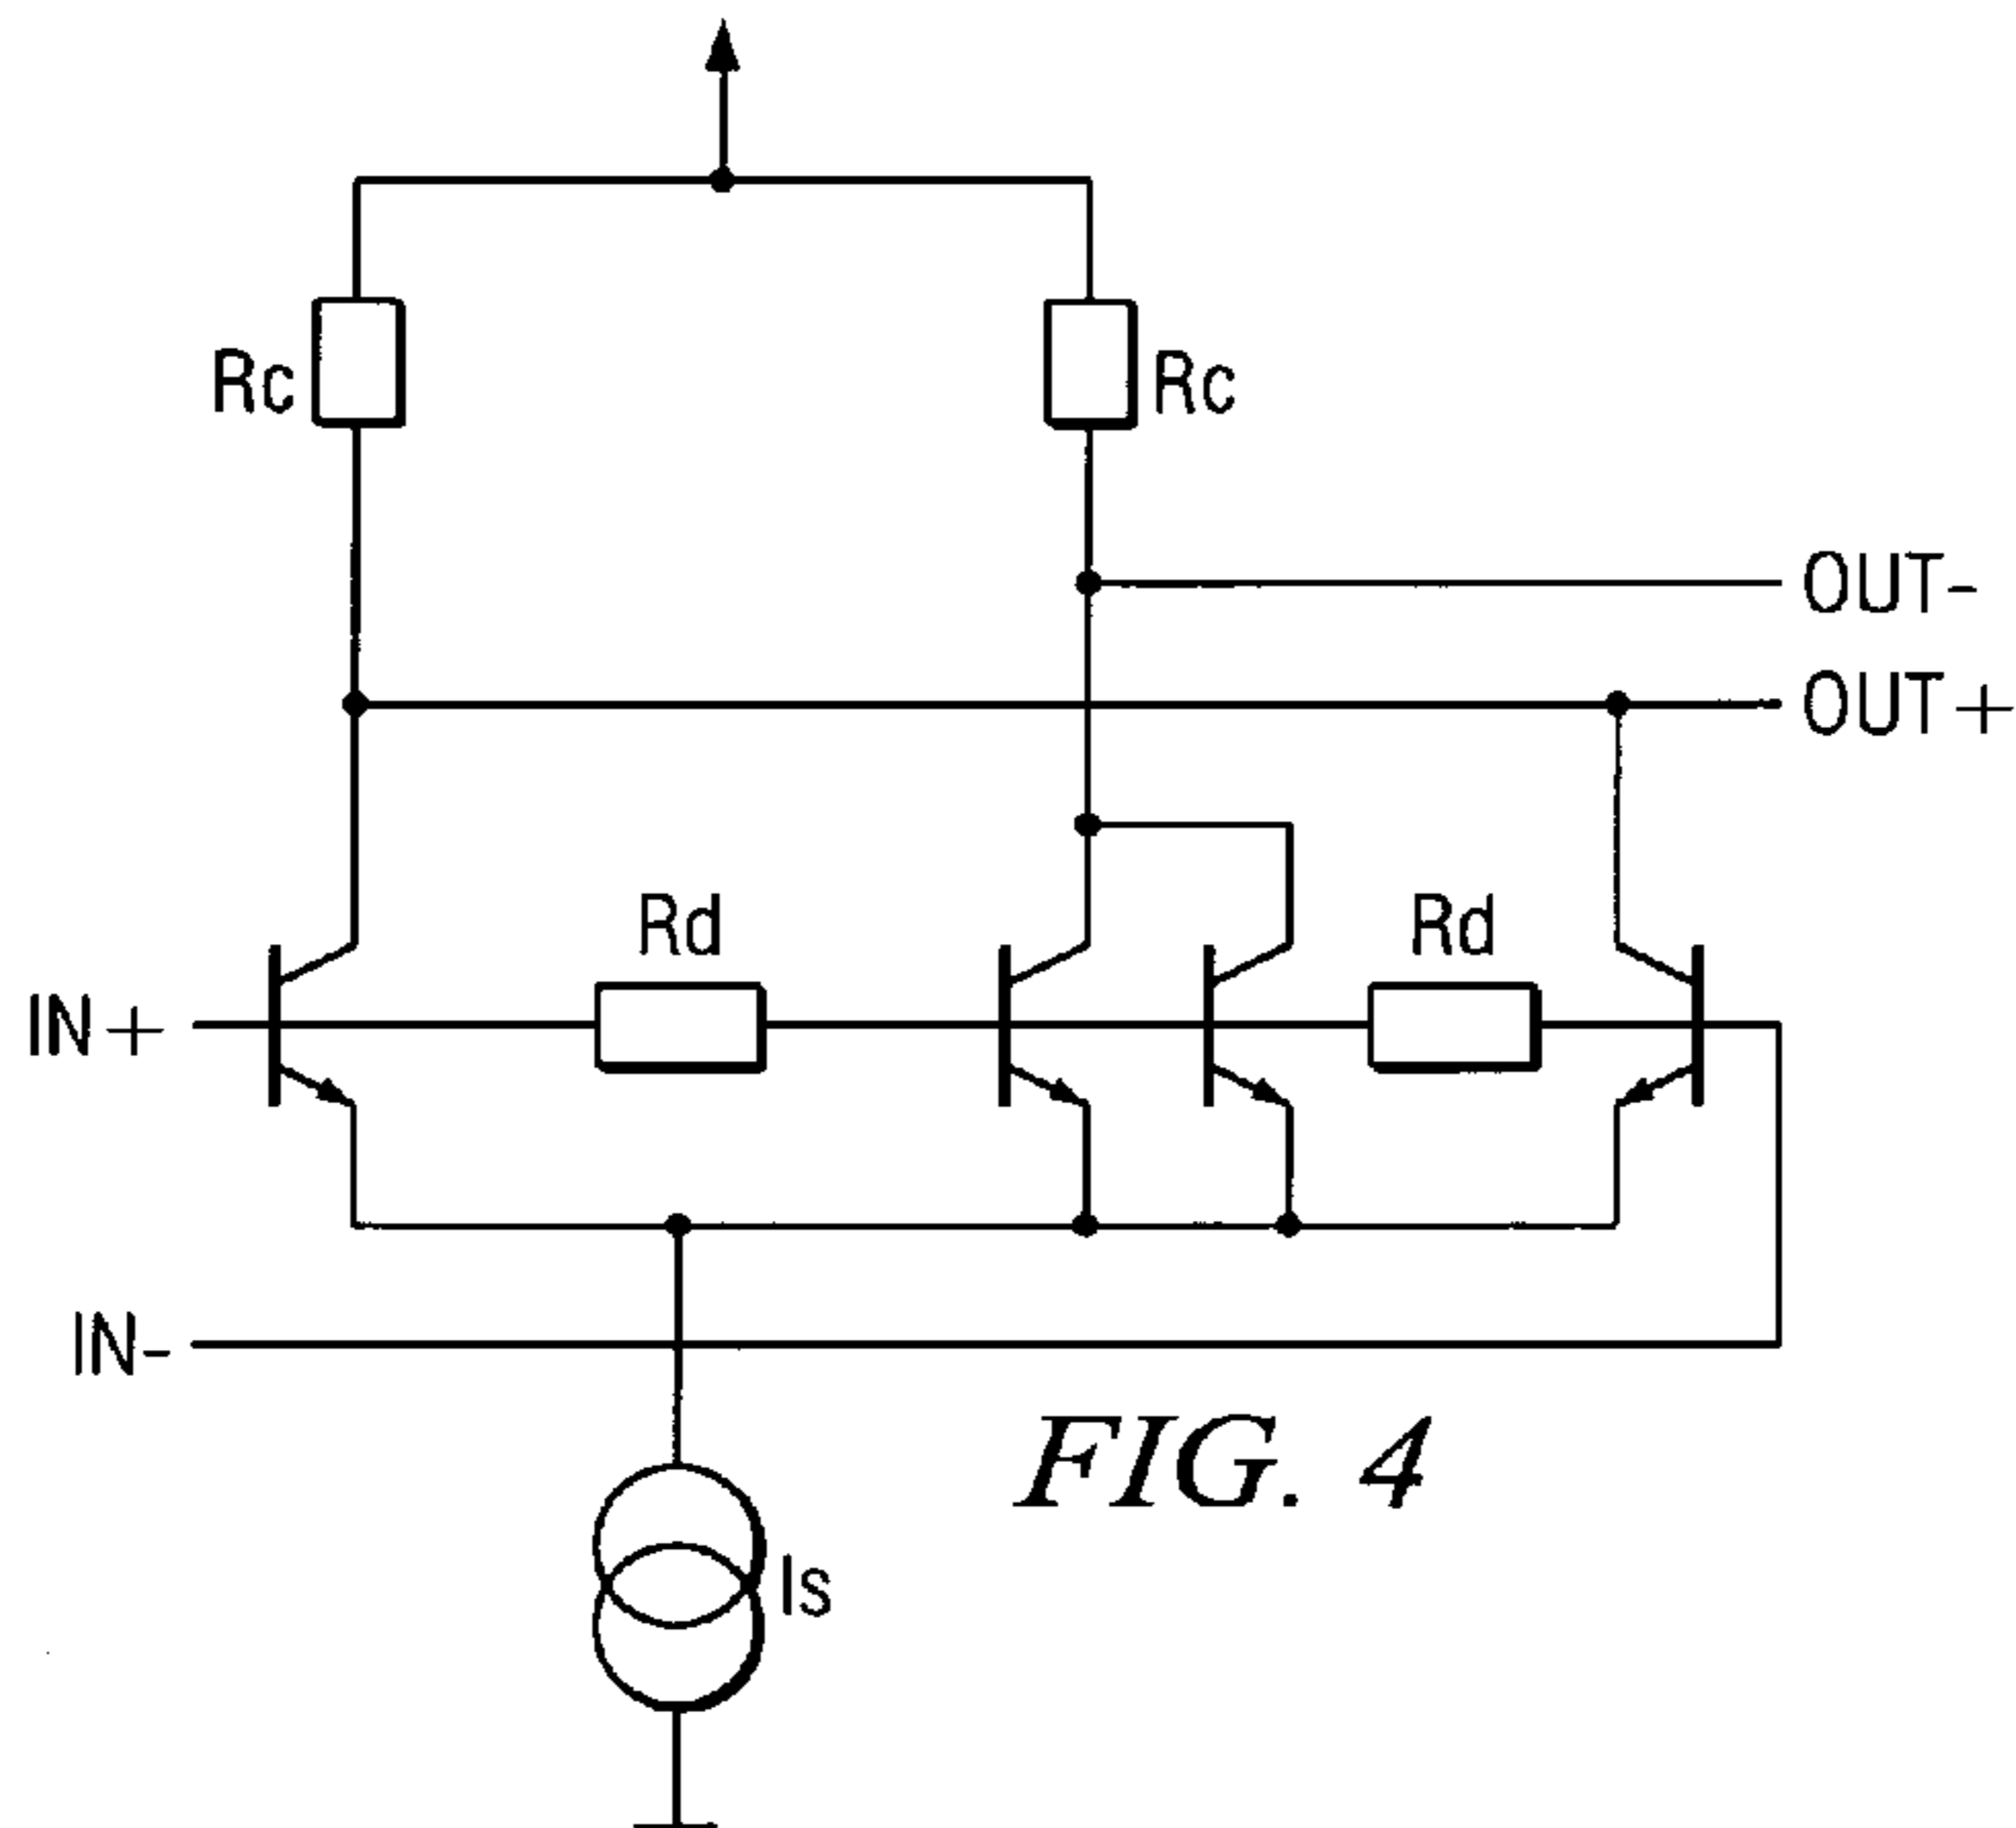 Rc
Rc
OUT-
OUT+
Rd
Rd
IN+
IN-
FIG. 4
Is